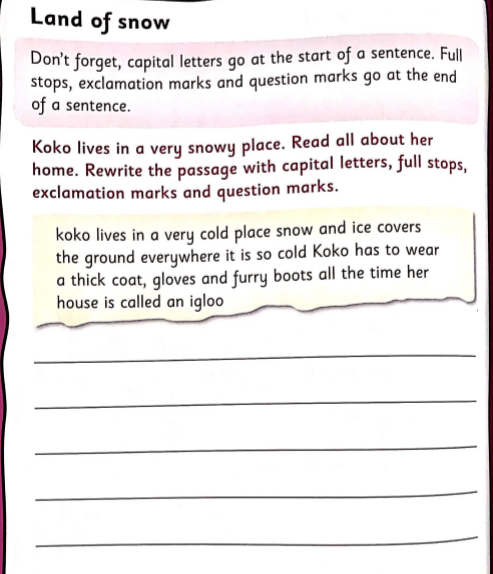 Land of snow
Don't forget, capital letters go at the start of a sentence. Full
stops, exclamation marks and question marks go at the end
of a sentence.
Koko lives in a very snowy place. Read all about her
home. Rewrite the passage with capital letters, full stops,
exclamation marks and question marks.
koko lives in a very cold place snow and ice covers
the ground everywhere it is so cold Koko has to wear
a thick coat, gloves and furry boots all the time her
house is called an igloo